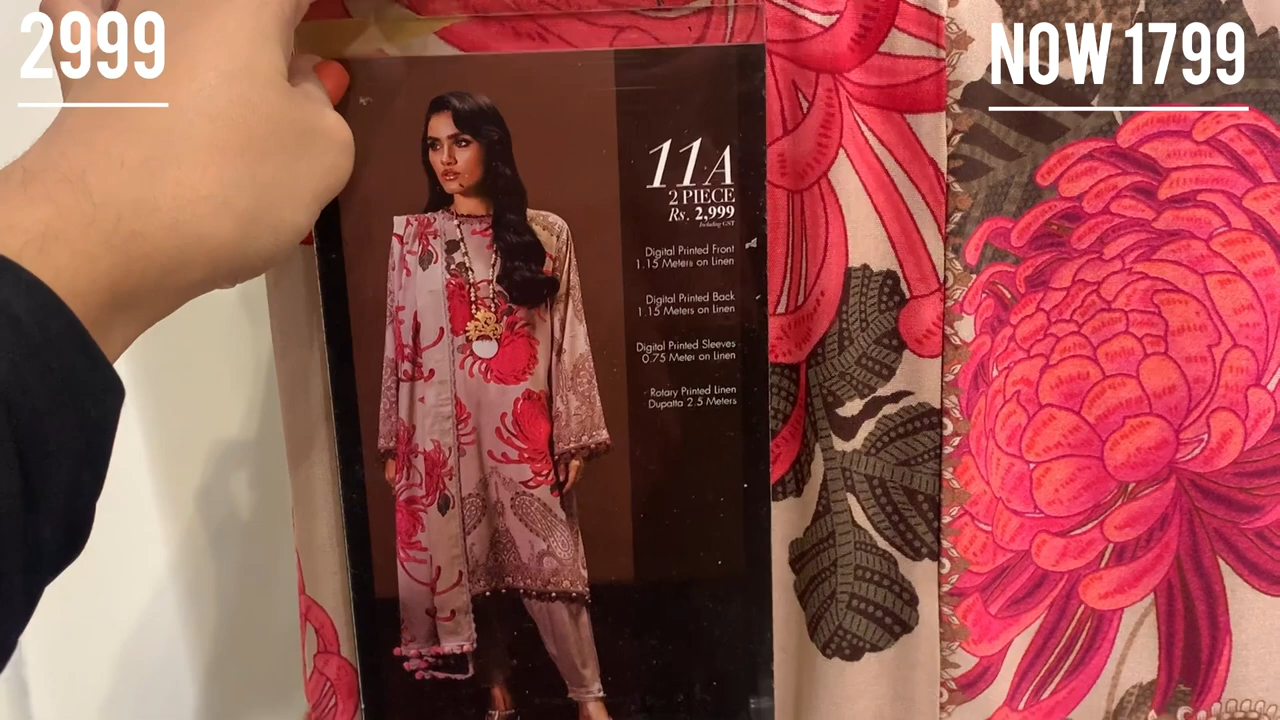 2999
NOW 1799
11A
2 PIECE
Rs. 2,999
Including GST
Digital Printed Front
1.15 Meters on Linen
Digital Printed Back
1.15 Meters on Linen
Digital Printed Sleeves
0.75 Meter on Linen
Rotary Printed Linen
Dupatta 2.5 Meters